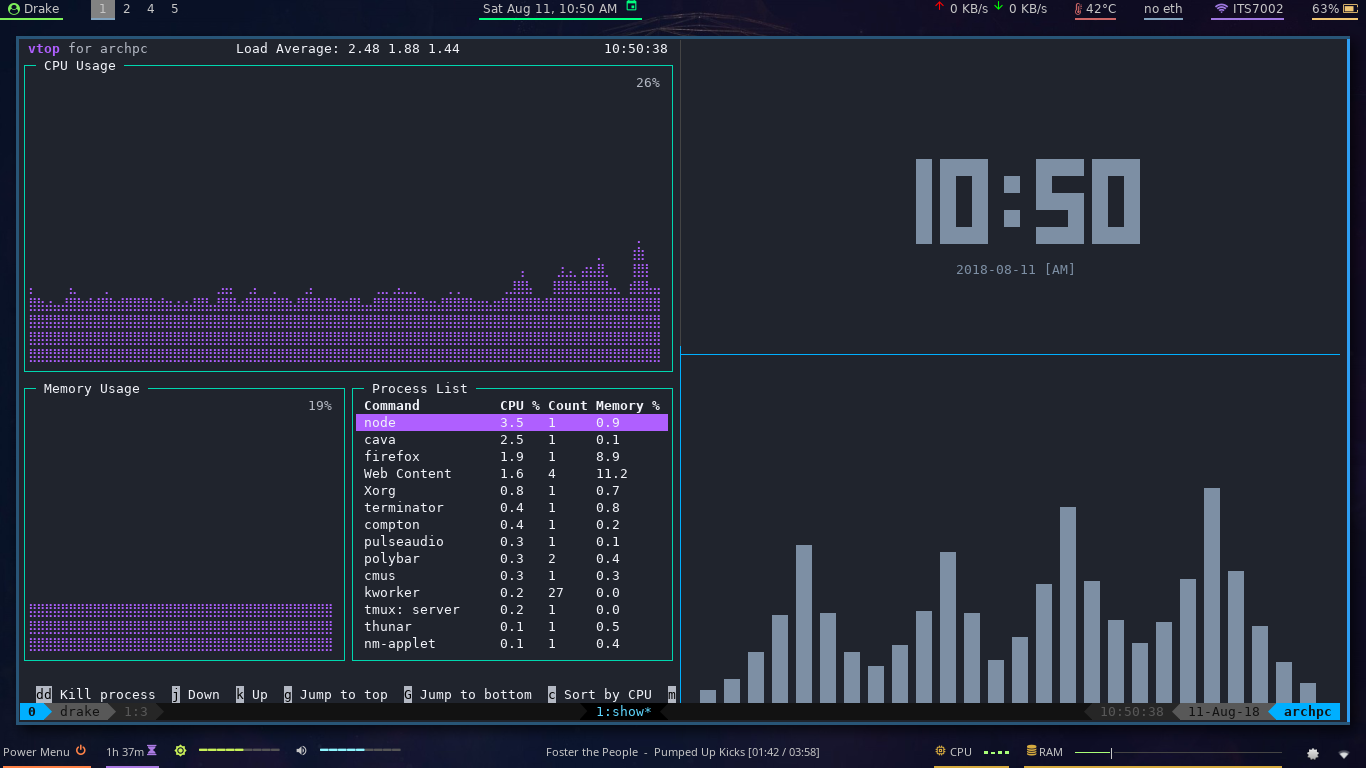 Drake 1 2 4 5 Sat Aug 11, 10:50 AM 0 KB/s 0 KB/s 42°C no eth ITS7002 63%
vtop for archpc Load Average: 2.48 1.88 1.44 10:50:38
CPU Usage
26%
10:50
2018-08-11 [AM]
Memory Usage
19%
Process List
Command CPU % Count Memory %
node 3.5 1 0.9
cava 2.5 1 0.1
firefox 1.9 1 8.9
Web Content 1.6 4 11.2
Xorg 0.8 1 0.7
terminator 0.4 1 0.8
compton 0.4 1 0.2
pulseaudio 0.3 1 0.1
polybar 0.3 2 0.4
cmus 0.3 1 0.3
kworker 0.2 27 0.0
tmux: server 0.2 1 0.0
thunar 0.1 1 0.5
nm-applet 0.1 1 0.4
dd Kill process j Down k Up g Jump to top G Jump to bottom c Sort by CPU m
0 drake 1:3 1:show* 10:50:38 11-Aug-18 archpc
Power Menu 1h 37m Foster the People - Pumped Up Kicks [01:42 / 03:58] CPU RAM